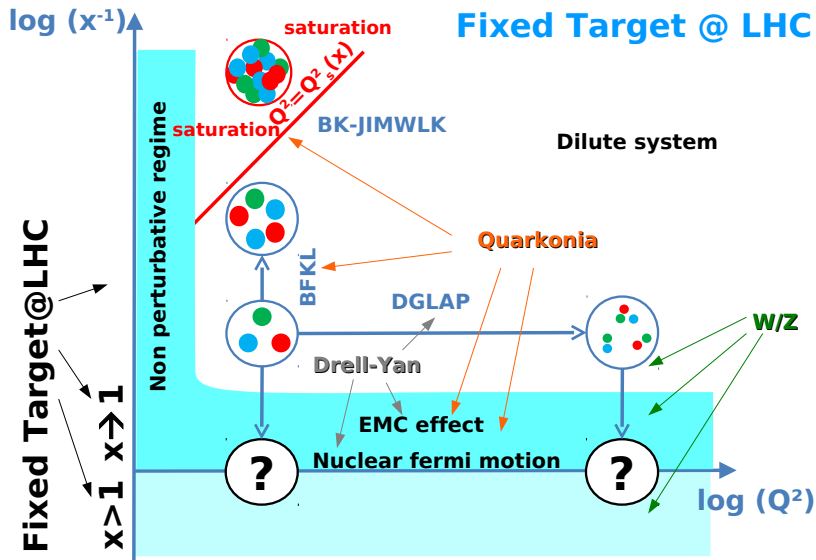 log (x⁻¹)
Fixed Target @ LHC
saturation
Q²=Q²ₛ(x)
saturation
BK-JIMWLK
Dilute system
Non perturbative regime
Quarkonia
BFKL
DGLAP
W/Z
Drell-Yan
Fixed Target@LHC
x→1
x>1
EMC effect
Nuclear fermi motion
?
?
log (Q²)